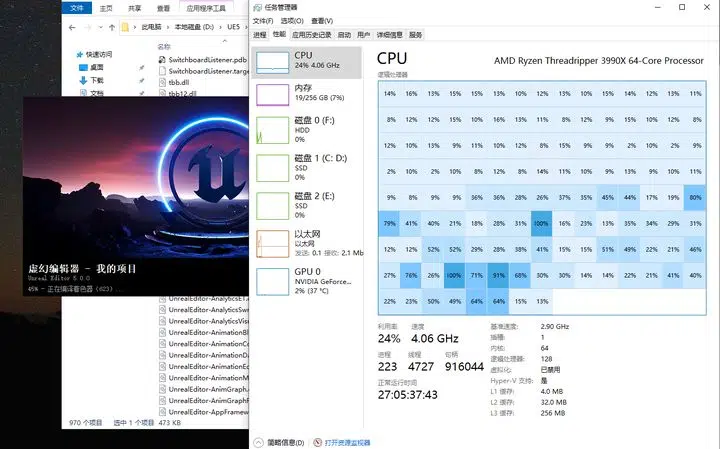 文件
主页
共享
查看
应用程序工具
此电脑 › 本地磁盘 (D:) › UE5
名称
快速访问
桌面
下载
文档
SwitchboardListener.pdb
SwitchboardListener.targe
tbb.dll
tbb12.dll
虚幻编辑器 - 我的项目
Unreal Editor 5.0.0
45% - 正在编译着色器 (623)...
UnrealEditor-AnalyticsET.
UnrealEditor-AnalyticsSw
UnrealEditor-AnalyticsVis
UnrealEditor-AnimationBl
UnrealEditor-AnimationCo
UnrealEditor-AnimationDa
UnrealEditor-AnimationE
UnrealEditor-AnimationM
UnrealEditor-AnimGraph.
UnrealEditor-AnimGraphR
UnrealEditor-AppFramew
970 个项目 选中 1 个项目 473 KB
任务管理器
文件(F) 选项(O) 查看(V)
进程 性能 应用历史记录 启动 用户 详细信息 服务
CPU
24% 4.06 GHz
内存
19/256 GB (7%)
磁盘 0 (F:)
HDD
0%
磁盘 1 (C: D:)
SSD
0%
磁盘 2 (E:)
SSD
0%
以太网
以太网
发送: 0.1 接收: 2.1 Mb
GPU 0
NVIDIA GeForce...
2% (37 °C)
CPU
AMD Ryzen Threadripper 3990X 64-Core Processor
逻辑处理器
14% 16% 13% 15% 15% 13% 10% 12% 13% 10% 15% 14% 12% 13% 11%
8% 12% 12% 15% 10% 16% 13% 11% 8% 8% 9% 15% 10% 12% 8%
12% 10% 13% 9% 11% 10% 12% 11% 8% 12% 9% 9% 2% 10% 2% 9%
2% 10% 2% 10% 2% 8% 12% 8% 14% 11% 10% 9% 13% 9% 10% 11%
9% 8% 9% 9% 36% 36% 28% 26% 37% 35% 45% 44% 17% 19% 80%
79% 41% 40% 21% 18% 28% 31% 100% 16% 23% 13% 35% 34% 29% 31%
12% 12% 52% 52% 29% 28% 38% 41% 15% 15% 51% 49% 22% 21% 46%
27% 76% 26% 100% 71% 91% 68% 30% 30% 14% 14% 22% 21% 41% 40%
22% 23% 50% 49% 64% 64% 15% 13%
利用率 速度
24% 4.06 GHz
进程 线程 句柄
223 4727 916044
正常运行时间
27:05:37:43
基准速度: 2.90 GHz
插槽: 1
内核: 64
逻辑处理器: 128
虚拟化: 已禁用
Hyper-V 支持: 是
L1 缓存: 4.0 MB
L2 缓存: 32.0 MB
L3 缓存: 256 MB
简略信息(D) 打开资源监视器